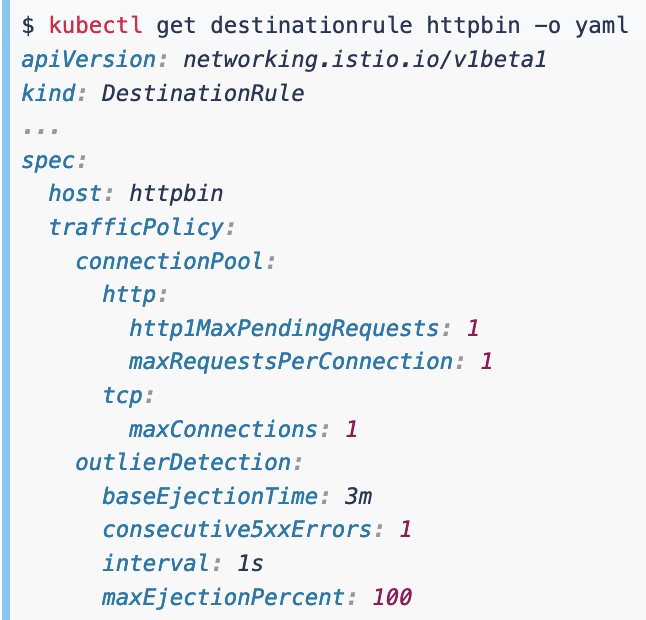 $ kubectl get destinationrule httpbin -o yaml
apiVersion: networking.istio.io/v1beta1
kind: DestinationRule
...
spec:
  host: httpbin
  trafficPolicy:
    connectionPool:
      http:
        http1MaxPendingRequests: 1
        maxRequestsPerConnection: 1
      tcp:
        maxConnections: 1
    outlierDetection:
      baseEjectionTime: 3m
      consecutive5xxErrors: 1
      interval: 1s
      maxEjectionPercent: 100